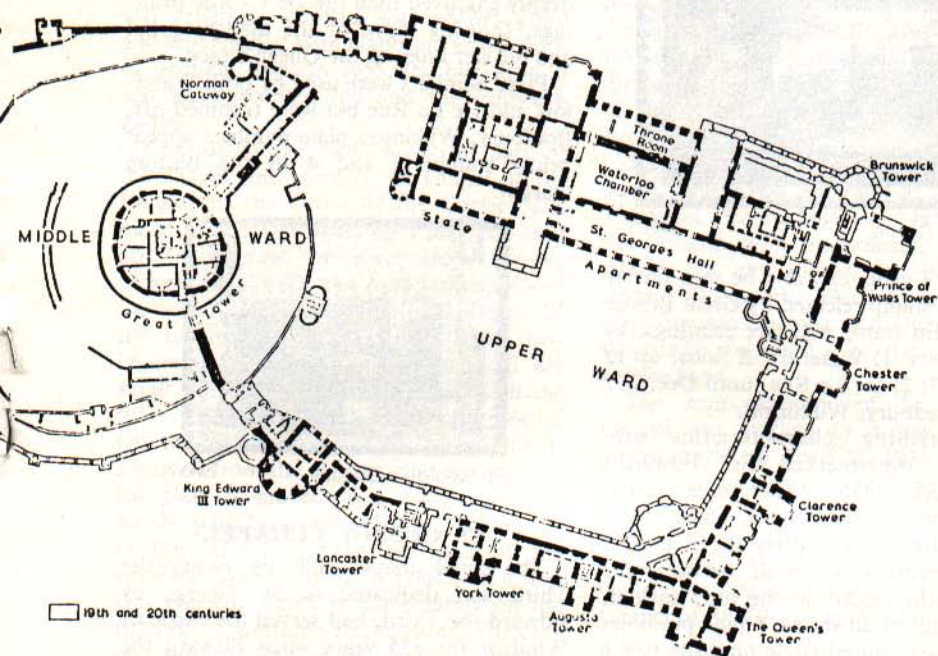 Norman
Gateway
MIDDLE WARD
Great Tower
Throne
Room
Waterloo
Chamber
State
St. Georges Hall
Apartments
Brunswick
Tower
Prince of
Wales Tower
UPPER
WARD
Chester
Tower
Clarence
Tower
King Edward
III Tower
Lancaster
Tower
York Tower
Augusta
Tower
The Queen's
Tower
19th and 20th centuries